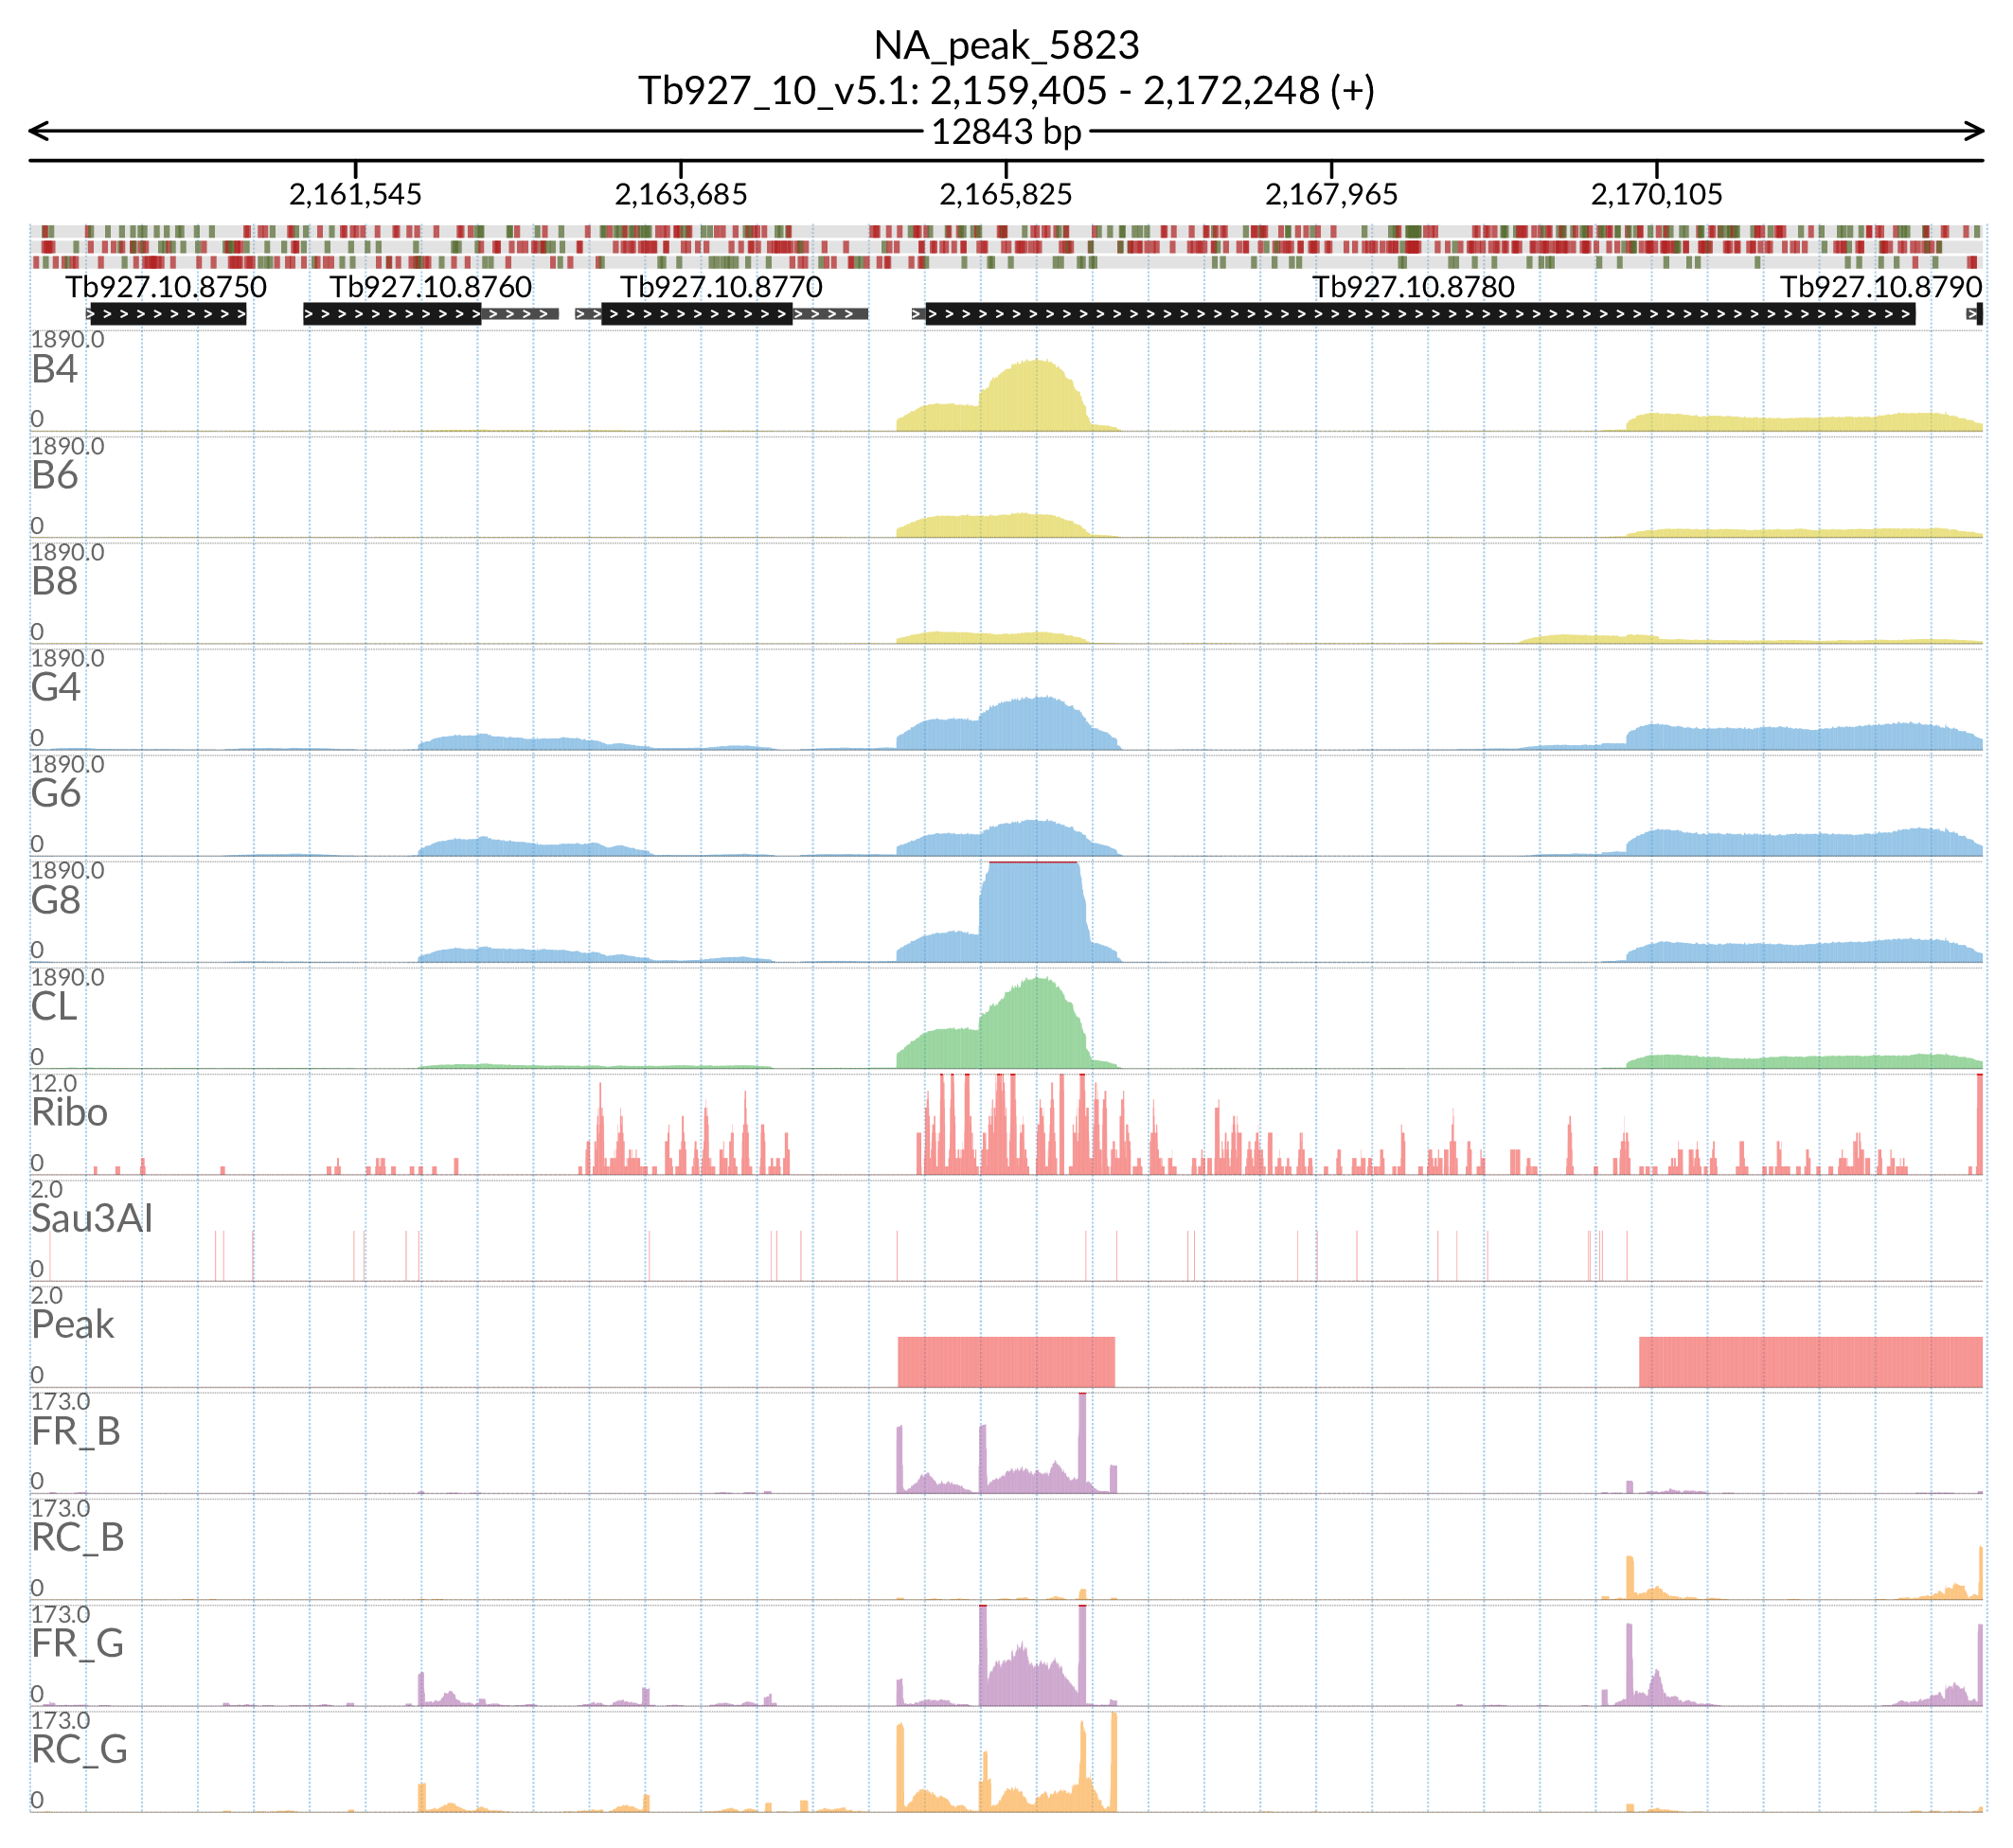 NA_peak_5823
Tb927_10_v5.1: 2,159,405 - 2,172,248 (+)
12843 bp
2,161,545 2,163,685 2,165,825 2,167,965 2,170,105
Tb927.10.8750 Tb927.10.8760 Tb927.10.8770 Tb927.10.8780 Tb927.10.8790
1890.0
B4
0
1890.0
B6
0
1890.0
B8
0
1890.0
G4
0
1890.0
G6
0
1890.0
G8
0
1890.0
CL
0
12.0
Ribo
0
2.0
Sau3AI
0
2.0
Peak
0
173.0
FR_B
0
173.0
RC_B
0
173.0
FR_G
0
173.0
RC_G
0